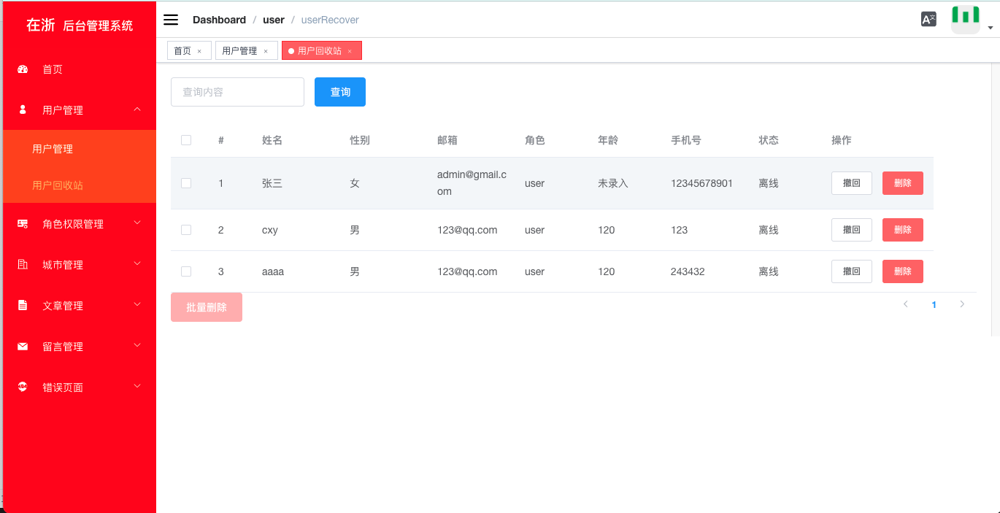 在浙 后台管理系统
Dashboard / user / userRecover
首页 × 用户管理 × 用户回收站 ×
首页
用户管理
用户管理
用户回收站
角色权限管理
城市管理
文章管理
留言管理
错误页面
查询内容 查询
# 姓名 性别 邮箱 角色 年龄 手机号 状态 操作
1 张三 女 admin@gmail.c
om user 未录入 12345678901 离线 撤回 删除
2 cxy 男 123@qq.com user 120 123 离线 撤回 删除
3 aaaa 男 123@qq.com user 120 243432 离线 撤回 删除
批量删除 1